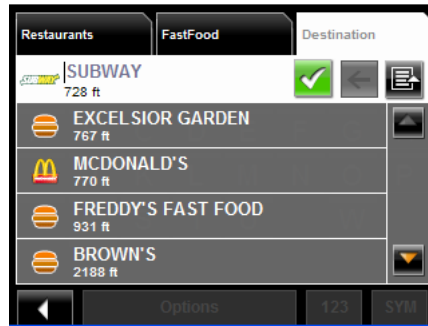 Restaurants
FastFood
Destination
SUBWAY
728 ft
EXCELSIOR GARDEN
767 ft
MCDONALD'S
770 ft
FREDDY'S FAST FOOD
931 ft
BROWN'S
2188 ft
Options
123
SYM